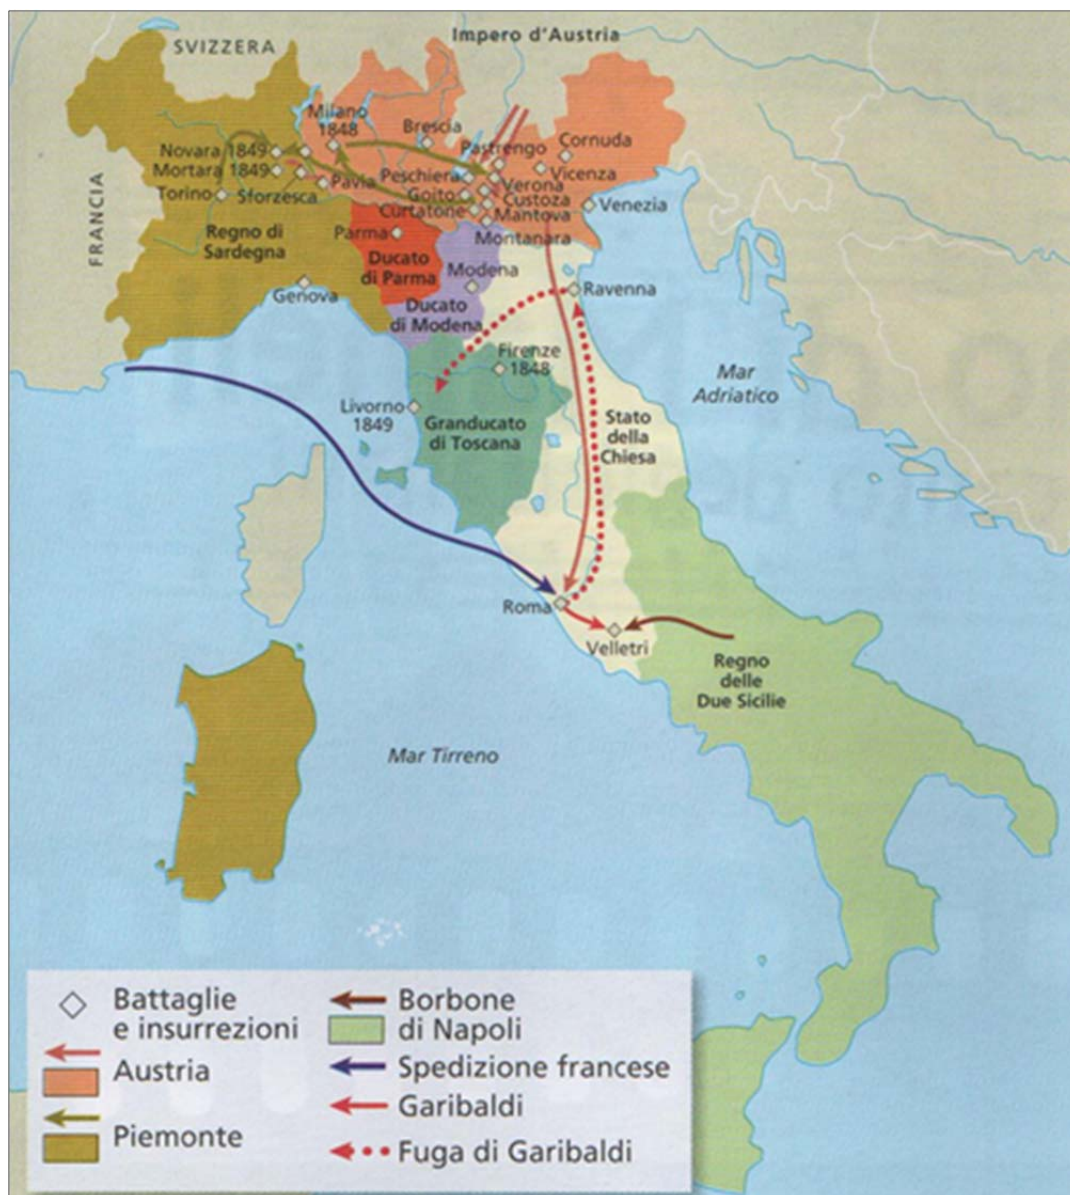 SVIZZERA
Impero d'Austria
FRANCIA
Milano
1848
Brescia
Cornuda
Pastrengo
Novara 1849
Mortara 1849
Torino
Sforzesca
Pavia
Peschiera
Goito
Curtatone
Vicenza
Verona
Custoza
Mantova
Montanara
Venezia
Regno di
Sardegna
Parma
Ducato
di Parma
Modena
Ducato
di Modena
Genova
Ravenna
Firenze
1848
Livorno
1849
Granducato
di Toscana
Stato
della
Chiesa
Mar
Adriatico
Roma
Velletri
Regno
delle
Due Sicilie
Mar Tirreno
Battaglie
e insurrezioni
Austria
Piemonte
Borbone
di Napoli
Spedizione francese
Garibaldi
Fuga di Garibaldi